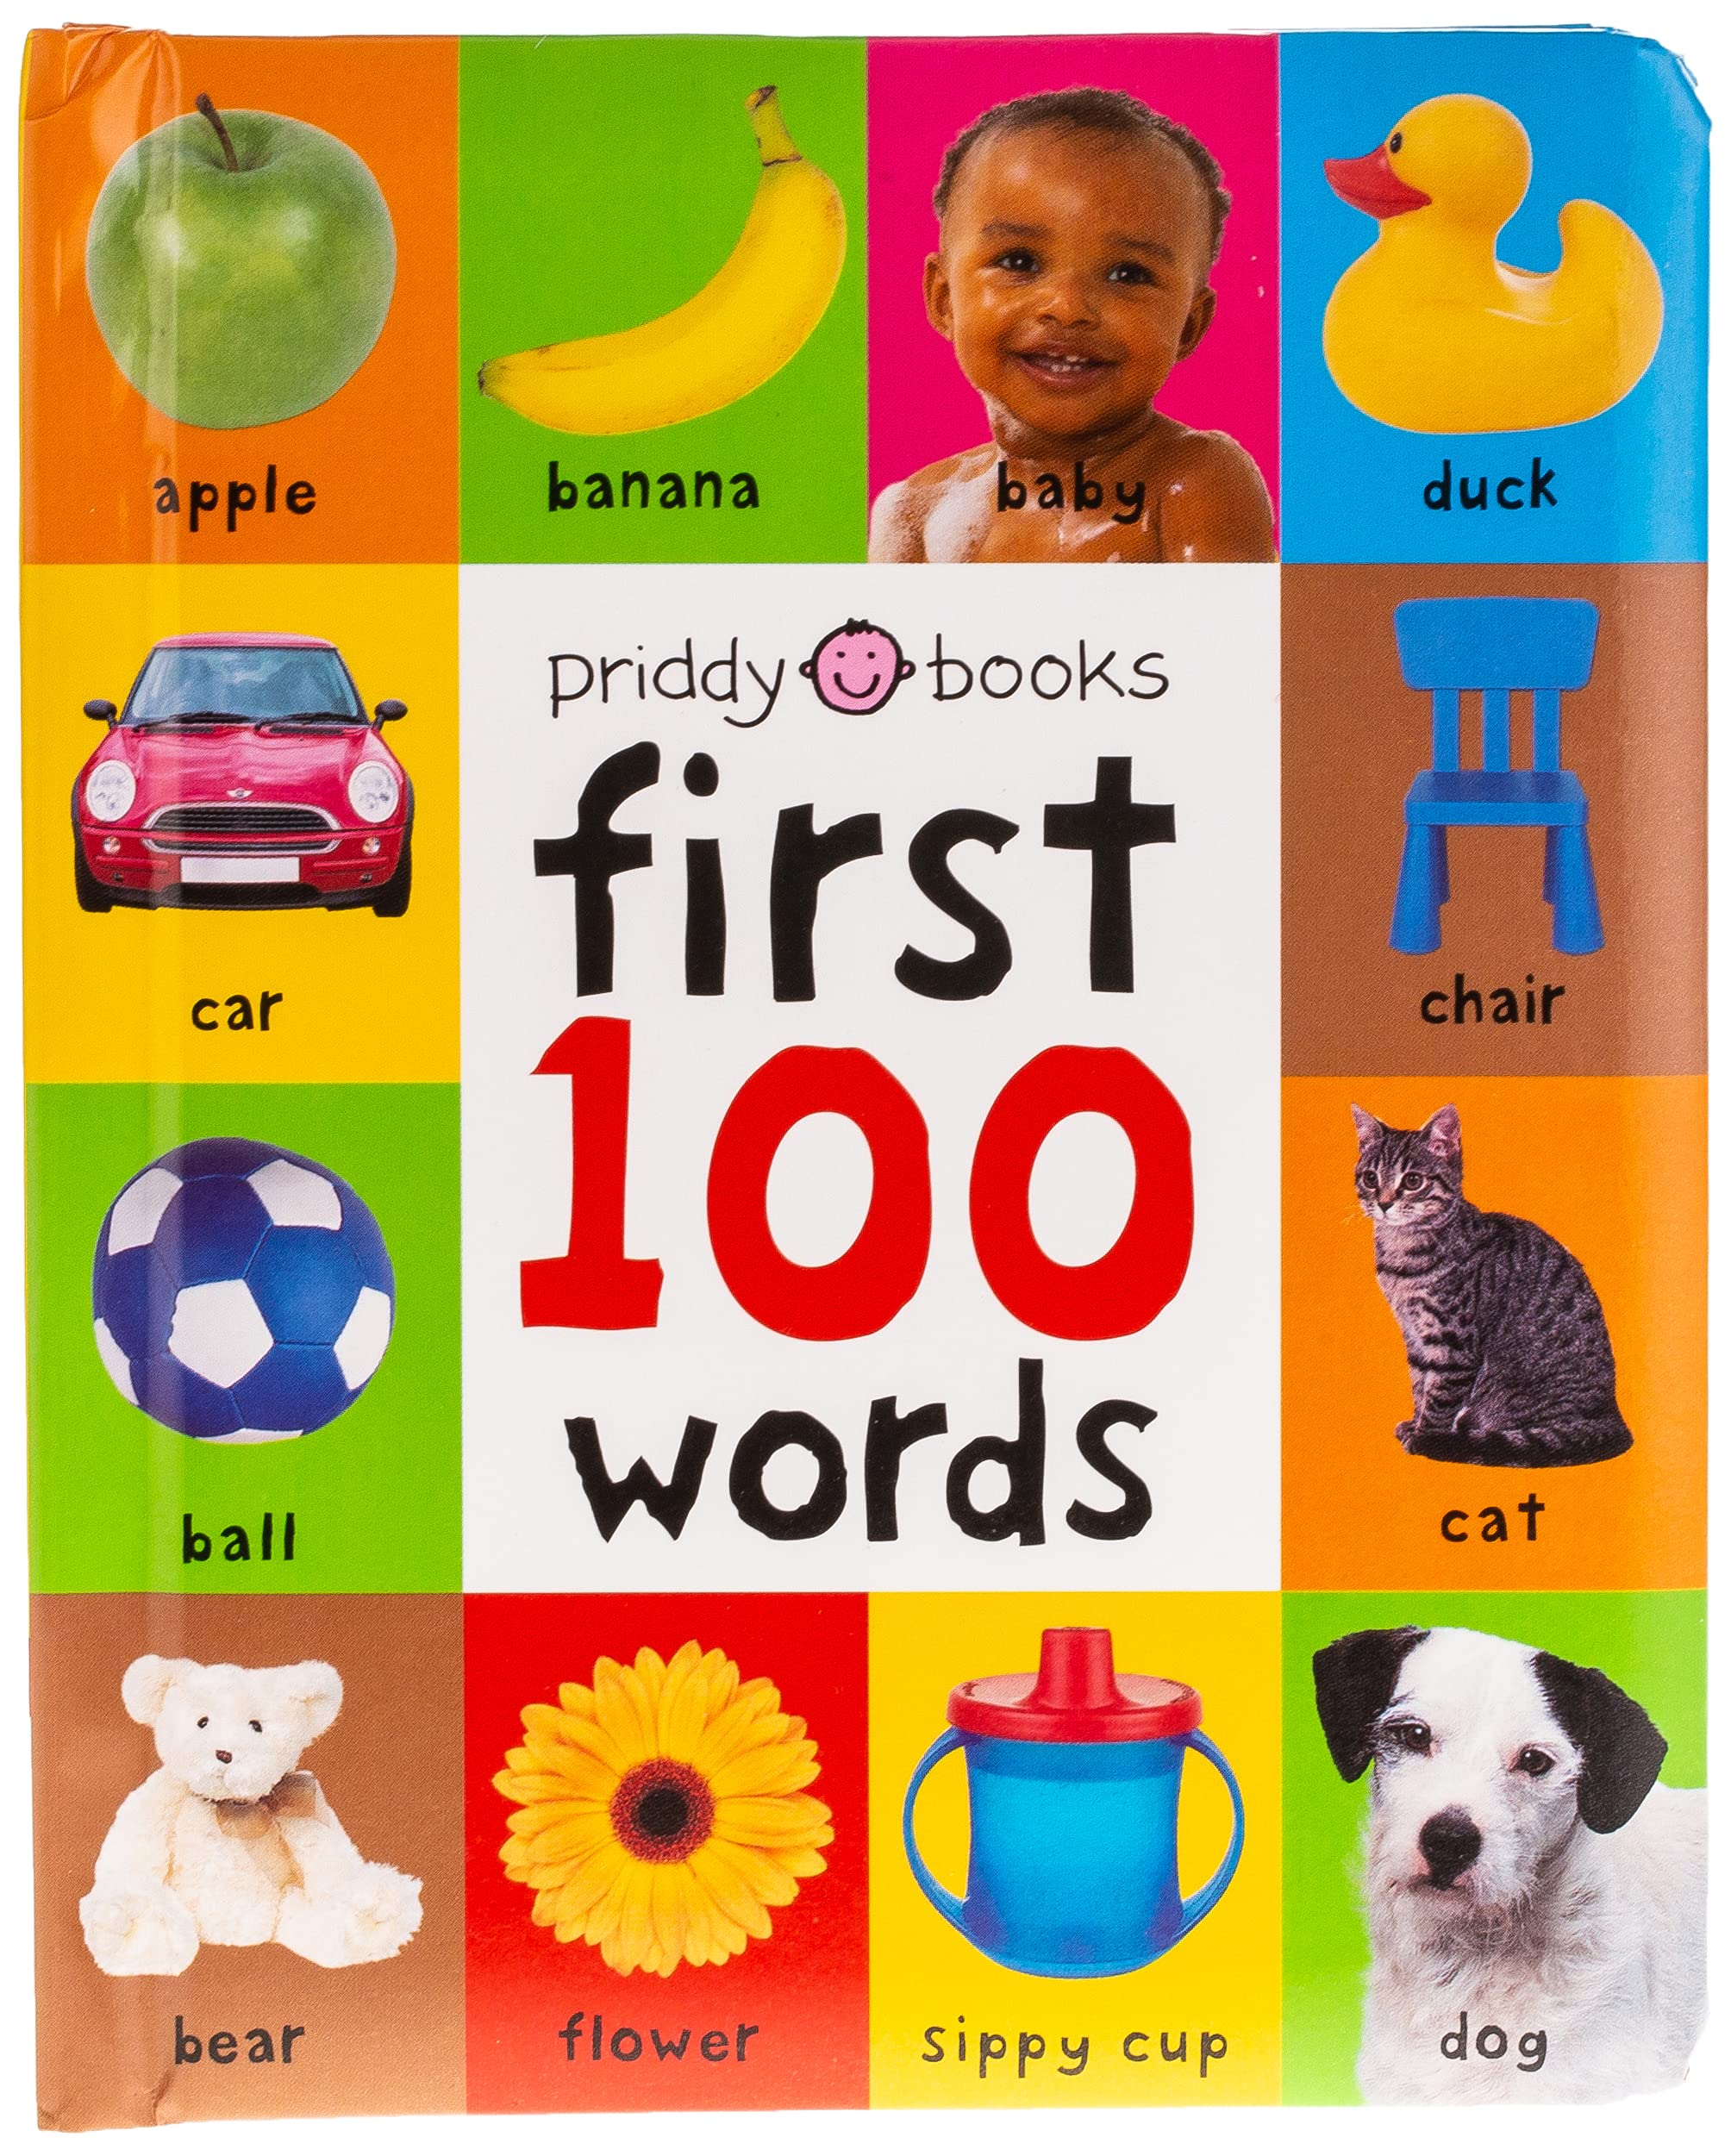 apple
banana
baby
duck
priddy books
first
100
words
car
chair
ball
cat
bear
flower
sippy cup
dog